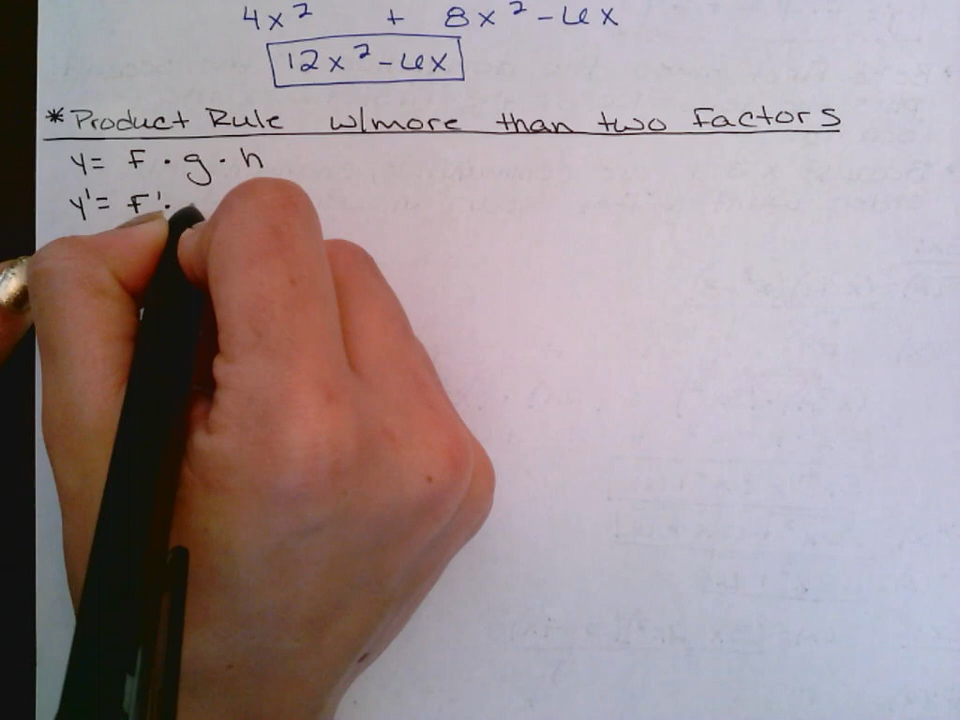 4x² + 8x² - 6x
12x² - 6x
*Product Rule w/more than two factors
y = f · g · h
y' = f' ·